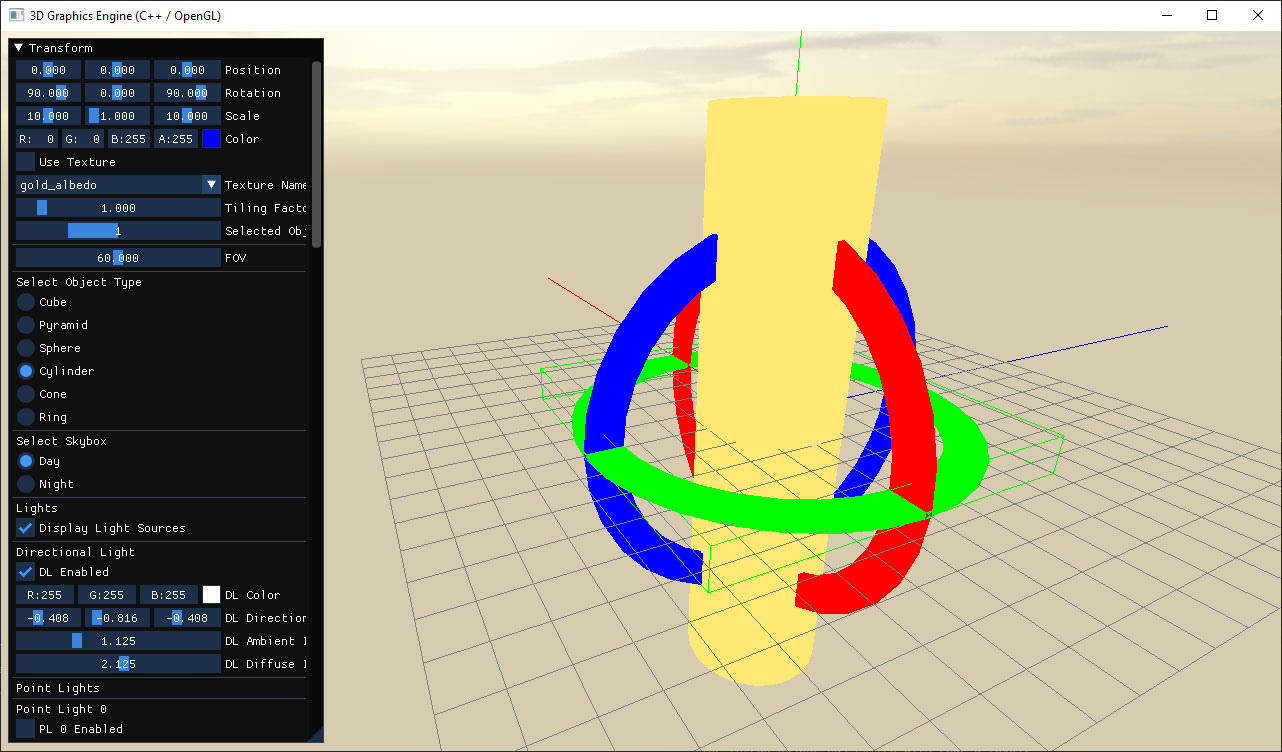 3D Graphics Engine (C++ / OpenGL)
Transform
0.000 0.000 0.000 Position
90.000 0.000 90.000 Rotation
10.000 1.000 10.000 Scale
R: 0 G: 0 B:255 A:255 Color
Use Texture
gold_albedo Texture Name
Tiling Facto
1.000
1 Selected Obj
60.000 FOV
Select Object Type
Cube
Pyramid
Sphere
Cylinder
Cone
Ring
Select Skybox
Day
Night
Lights
Display Light Sources
Directional Light
DL Enabled
R:255 G:255 B:255 DL Color
-0.408 -0.816 -0.408 DL Direction
1.125 DL Ambient I
2.125 DL Diffuse I
Point Lights
Point Light 0
PL 0 Enabled